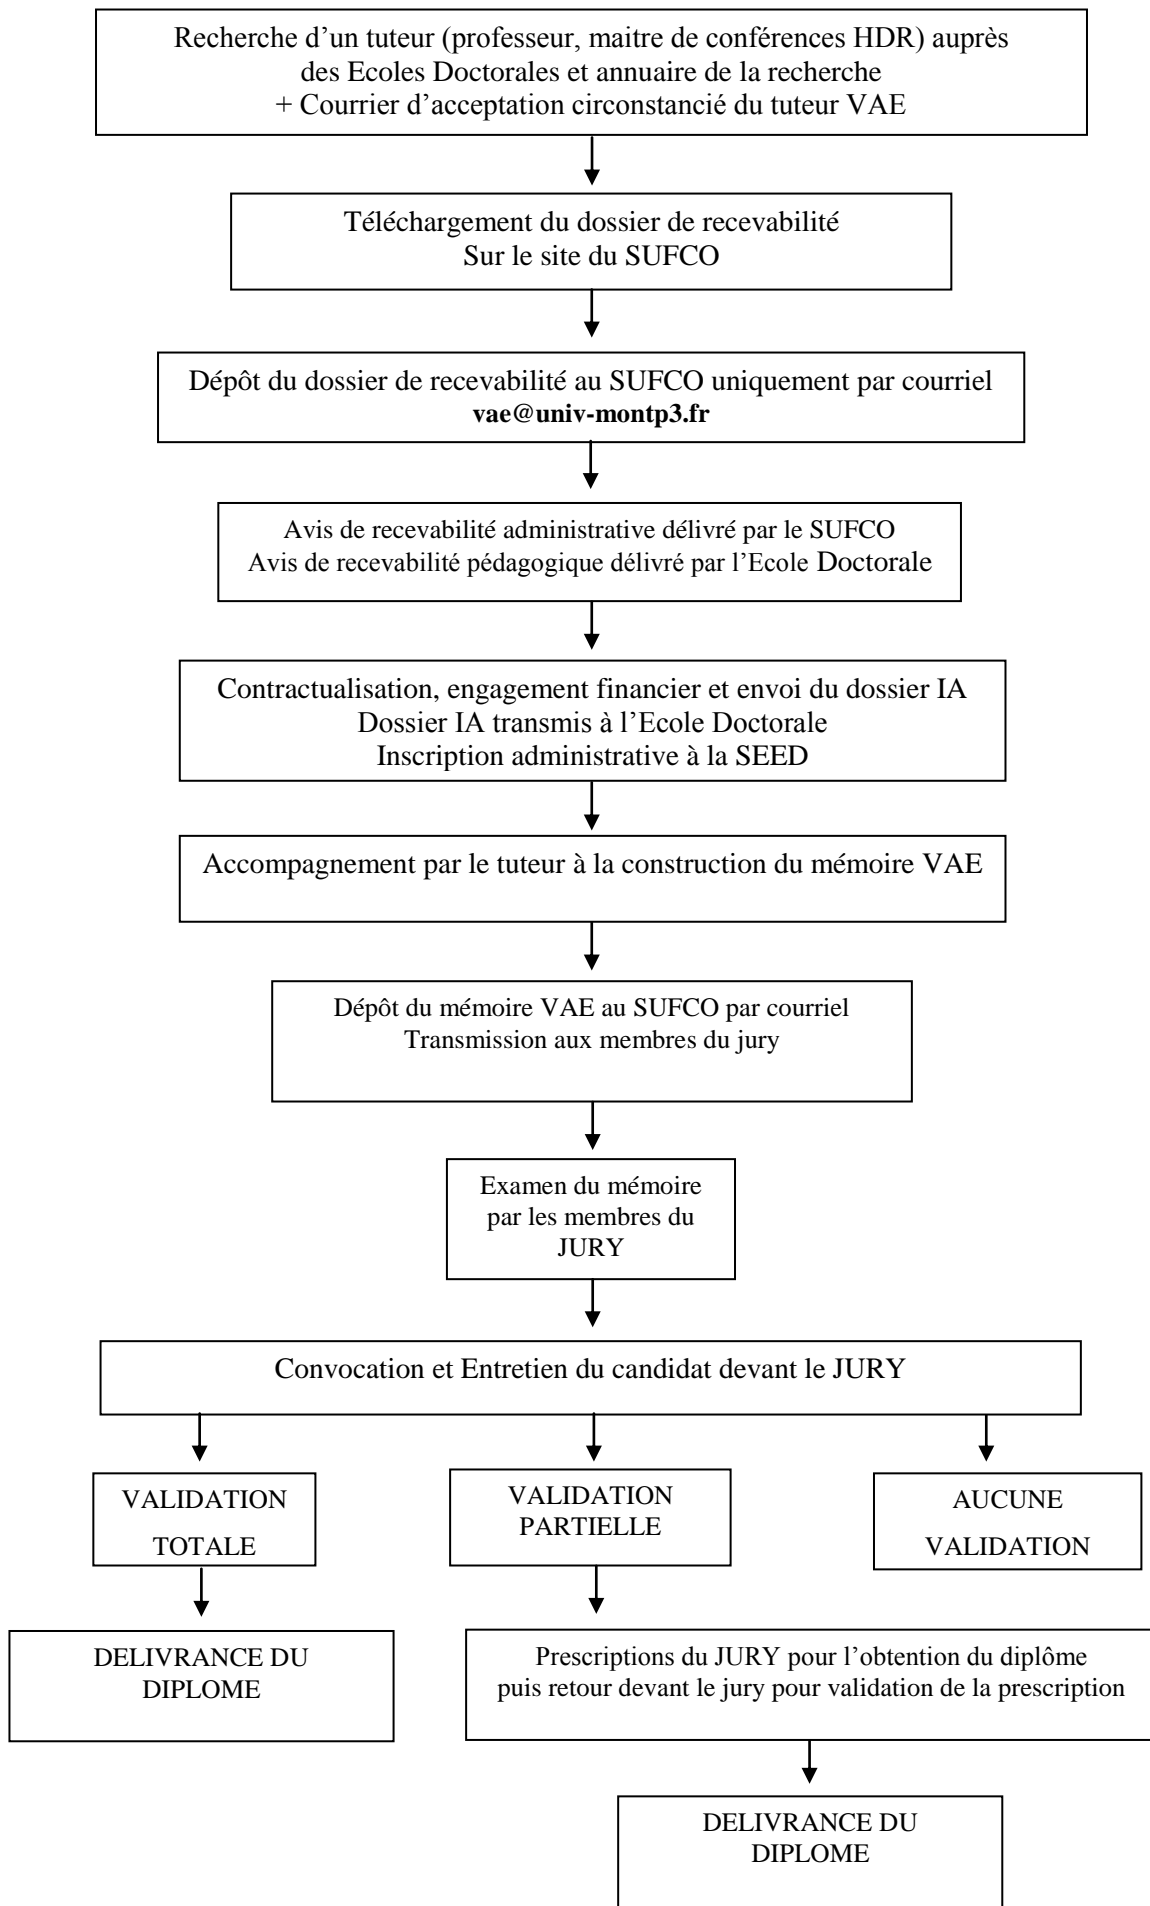 Recherche d’un tuteur (professeur, maitre de conférences HDR) auprès
des Ecoles Doctorales et annuaire de la recherche
+ Courrier d’acceptation circonstancié du tuteur VAE
Téléchargement du dossier de recevabilité
Sur le site du SUFCO
Dépôt du dossier de recevabilité au SUFCO uniquement par courriel
vae@univ-montp3.fr
Avis de recevabilité administrative délivré par le SUFCO
Avis de recevabilité pédagogique délivré par l’Ecole Doctorale
Contractualisation, engagement financier et envoi du dossier IA
Dossier IA transmis à l’Ecole Doctorale
Inscription administrative à la SEED
Accompagnement par le tuteur à la construction du mémoire VAE
Dépôt du mémoire VAE au SUFCO par courriel
Transmission aux membres du jury
Examen du mémoire
par les membres du
JURY
Convocation et Entretien du candidat devant le JURY
VALIDATION
TOTALE
VALIDATION
PARTIELLE
AUCUNE
VALIDATION
DELIVRANCE DU
DIPLOME
Prescriptions du JURY pour l’obtention du diplôme
puis retour devant le jury pour validation de la prescription
DELIVRANCE DU
DIPLOME